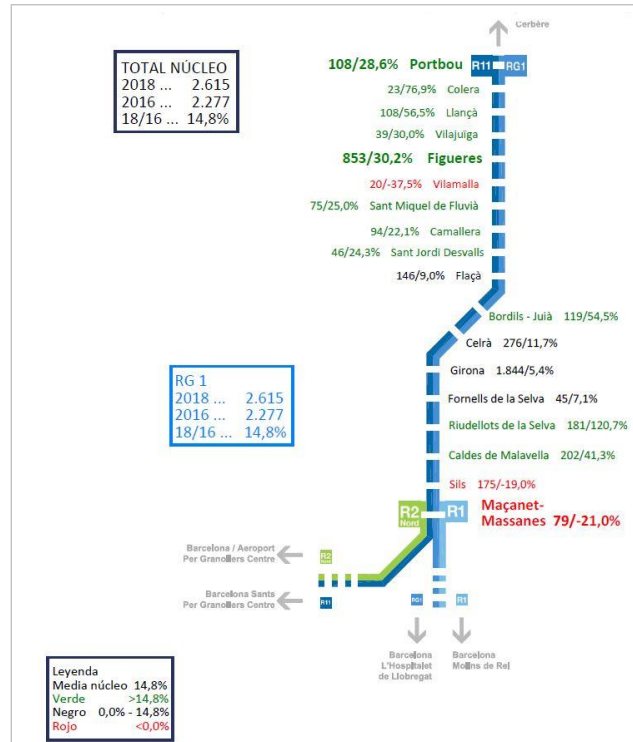 Cerbère
TOTAL NÚCLEO
2018 ... 2.615
2016 ... 2.277
18/16 ... 14,8%
108/28,6% Portbou
R11 RG1
23/76,9% Colera
108/56,5% Llançà
39/30,0% Vilajuïga
853/30,2% Figueres
20/-37,5% Vilamalla
75/25,0% Sant Miquel de Fluvià
94/22,1% Camallera
46/24,3% Sant Jordi Desvalls
146/9,0% Flaçà
Bordils - Juià 119/54,5%
Celrà 276/11,7%
Girona 1.844/5,4%
Fornells de la Selva 45/7,1%
Riudellots de la Selva 181/120,7%
Caldes de Malavella 202/41,3%
Sils 175/-19,0%
RG 1
2018 ... 2.615
2016 ... 2.277
18/16 ... 14,8%
R2
Nord
R1
Maçanet-
Massanes 79/-21,0%
Barcelona / Aeroport
Per Granollers Centre
R2
Nord
Barcelona Sants
Per Granollers Centre
R11
RG1
R1
Barcelona
L'Hospitalet
de Llobregat
Barcelona
Molins de Rei
Leyenda
Media núcleo 14,8%
Verde >14,8%
Negro 0,0% - 14,8%
Rojo <0,0%